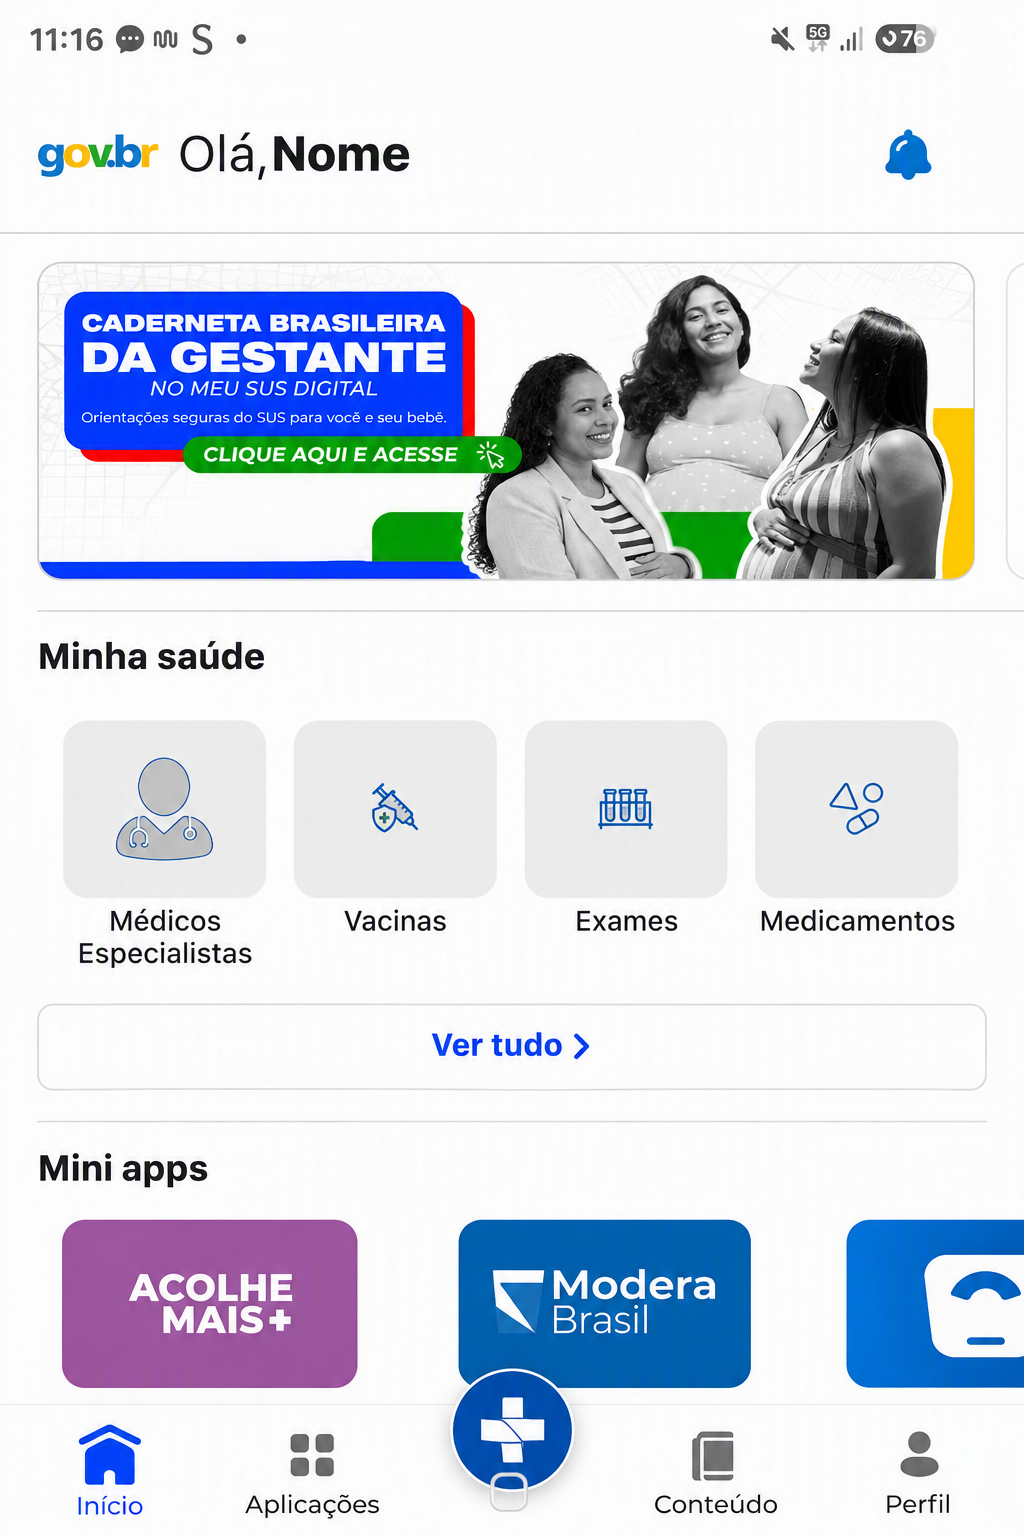 11:16 S
5G 76
gov.br Olá, Nome
CADERNETA BRASILEIRA
DA GESTANTE
NO MEU SUS DIGITAL
Orientações seguras do SUS para você e seu bebê.
CLIQUE AQUI E ACESSE
Minha saúde
Médicos
Especialistas
Vacinas
Exames
Medicamentos
Ver tudo
Mini apps
ACOLHE
MAIS+
Modera
Brasil
Início
Aplicações
Conteúdo
Perfil